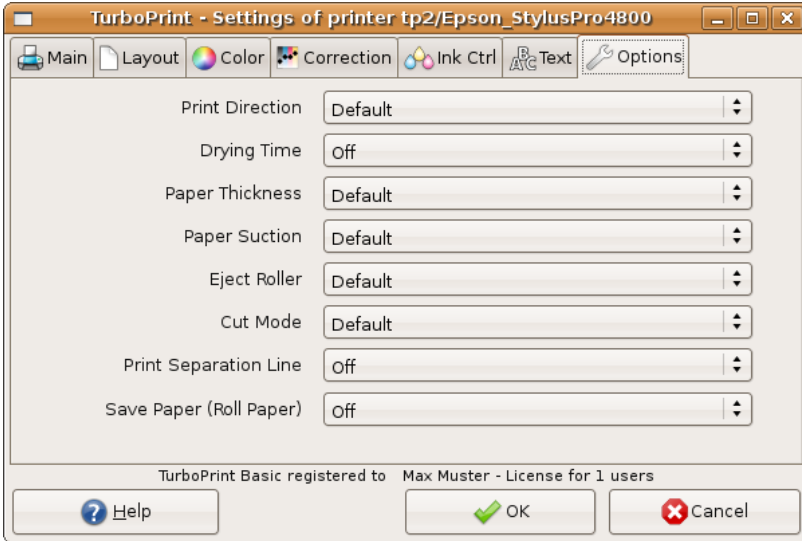 TurboPrint - Settings of printer tp2/Epson_StylusPro4800
Main Layout Color Correction Ink Ctrl ABC Text Options
Print Direction Default
Drying Time Off
Paper Thickness Default
Paper Suction Default
Eject Roller Default
Cut Mode Default
Print Separation Line Off
Save Paper (Roll Paper) Off
TurboPrint Basic registered to Max Muster - License for 1 users
? Help OK Cancel